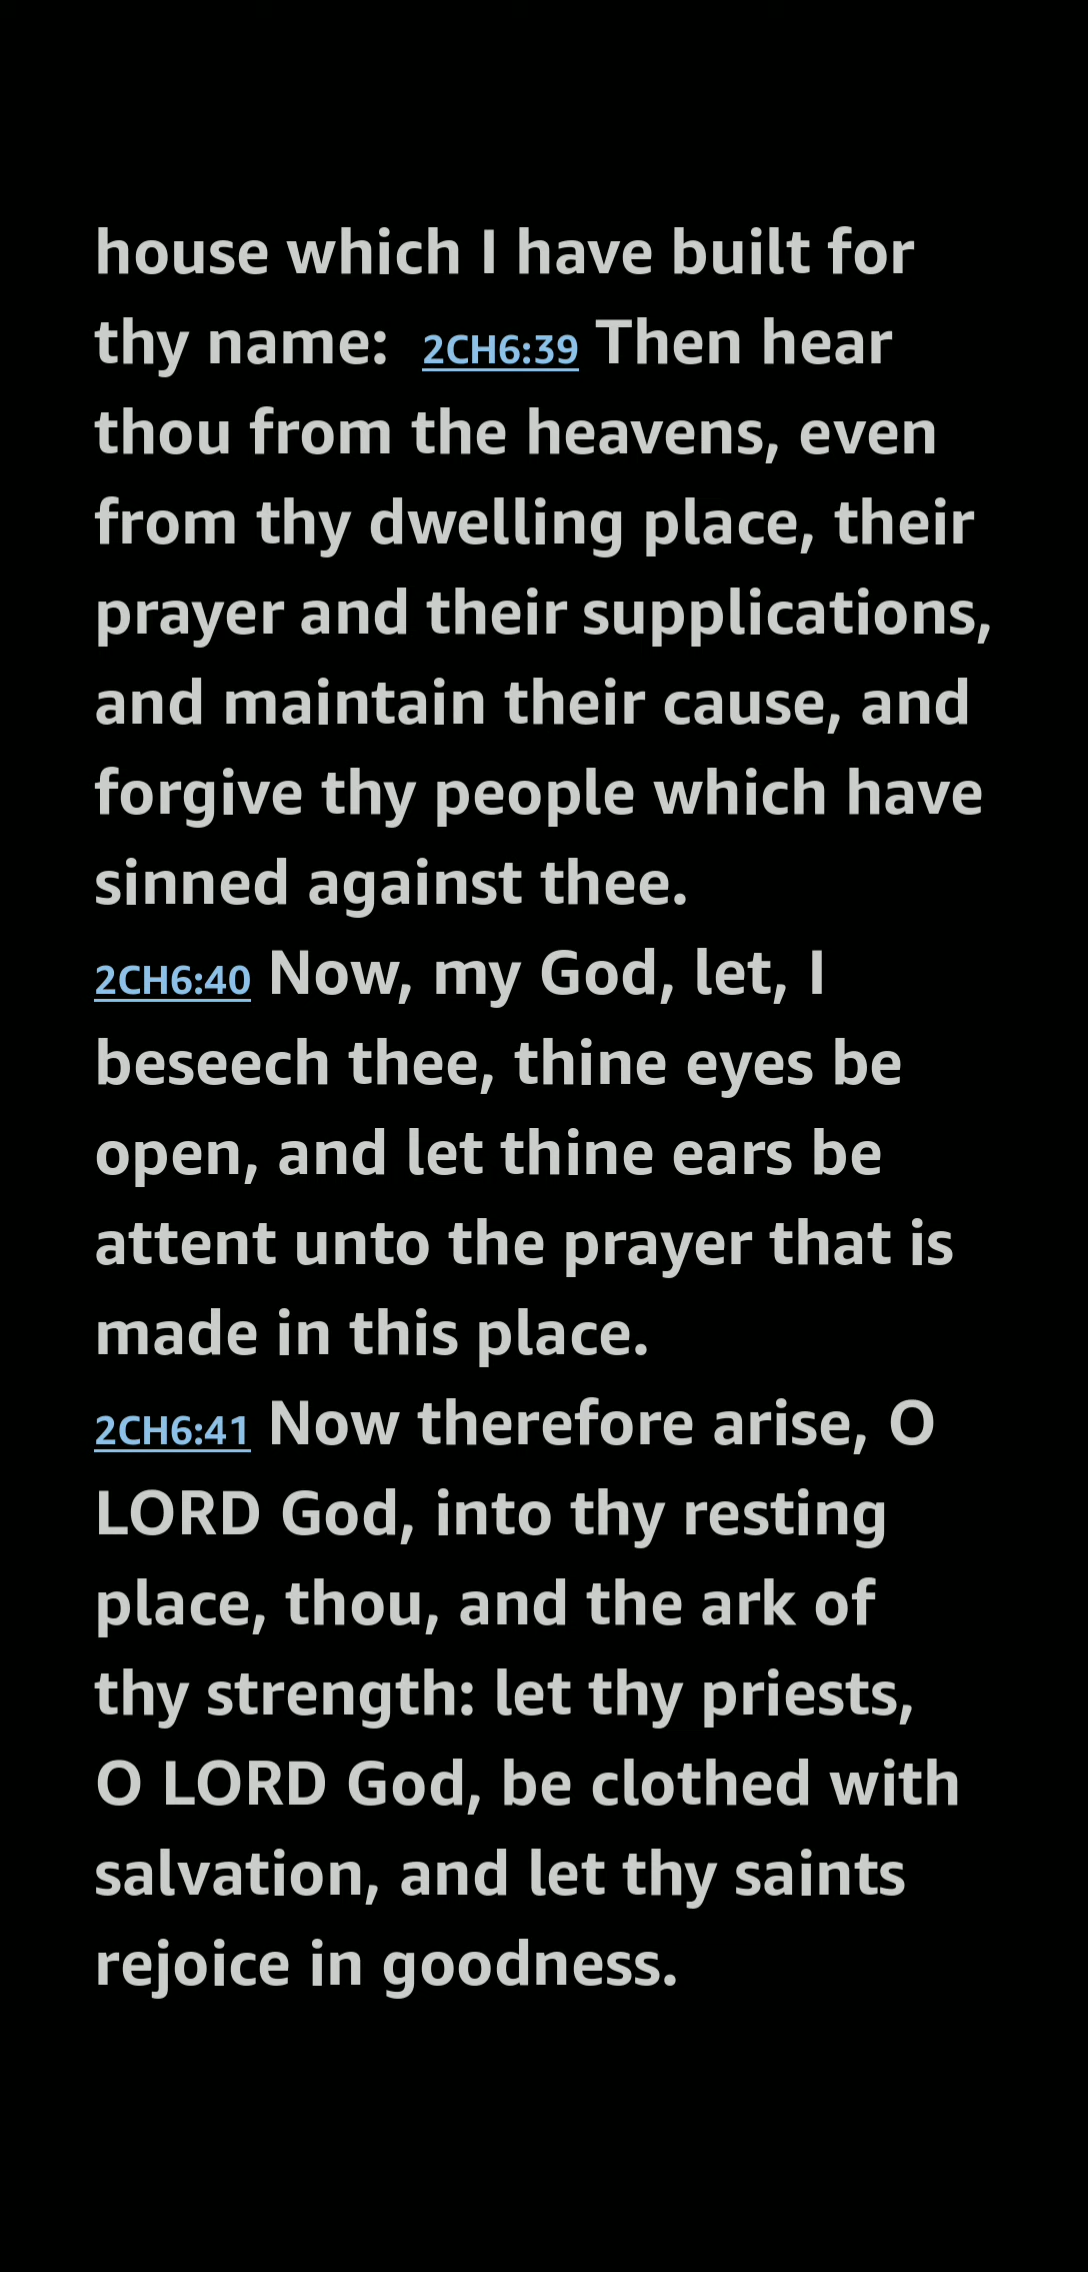 house which I have built for
thy name: 2CH6:39 Then hear
thou from the heavens, even
from thy dwelling place, their
prayer and their supplications,
and maintain their cause, and
forgive thy people which have
sinned against thee.
2CH6:40 Now, my God, let, I
beseech thee, thine eyes be
open, and let thine ears be
attent unto the prayer that is
made in this place.
2CH6:41 Now therefore arise, O
LORD God, into thy resting
place, thou, and the ark of
thy strength: let thy priests,
O LORD God, be clothed with
salvation, and let thy saints
rejoice in goodness.